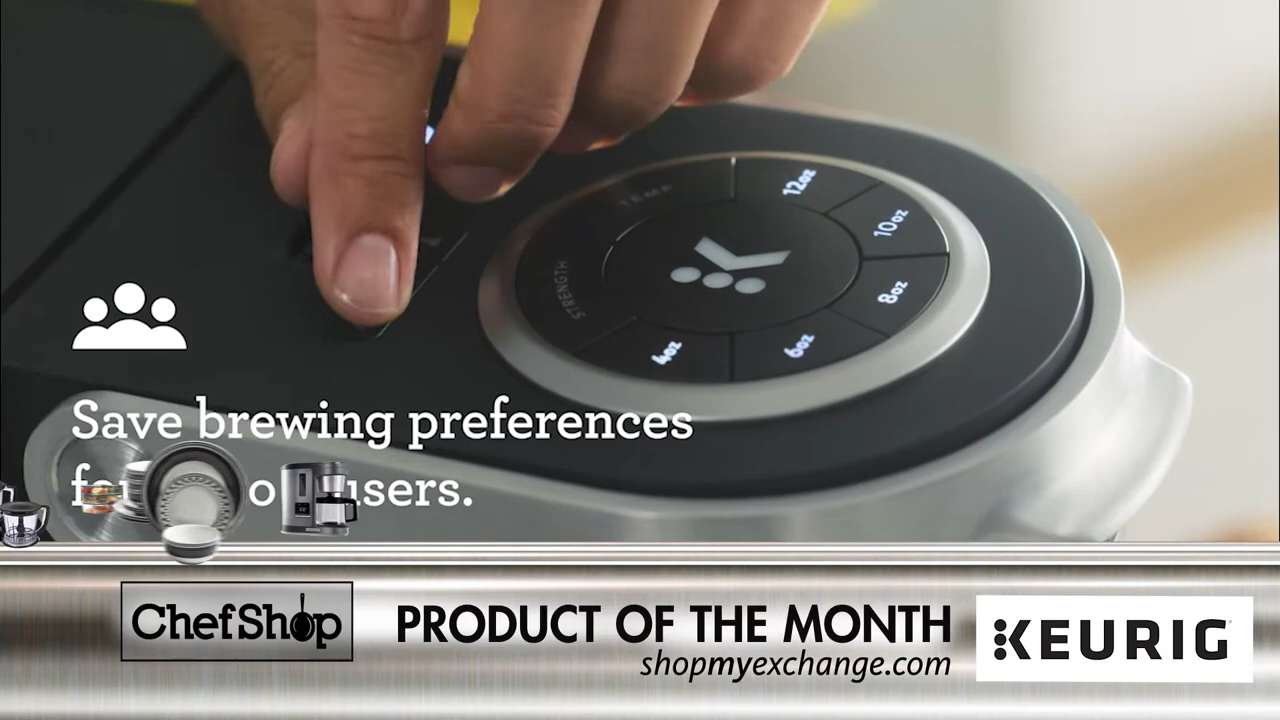 TEMP
12oz
10oz
8oz
6oz
4oz
STRENGTH
Save brewing preferences
users.
ChefShop
PRODUCT OF THE MONTH
shopmyexchange.com
KEURIG